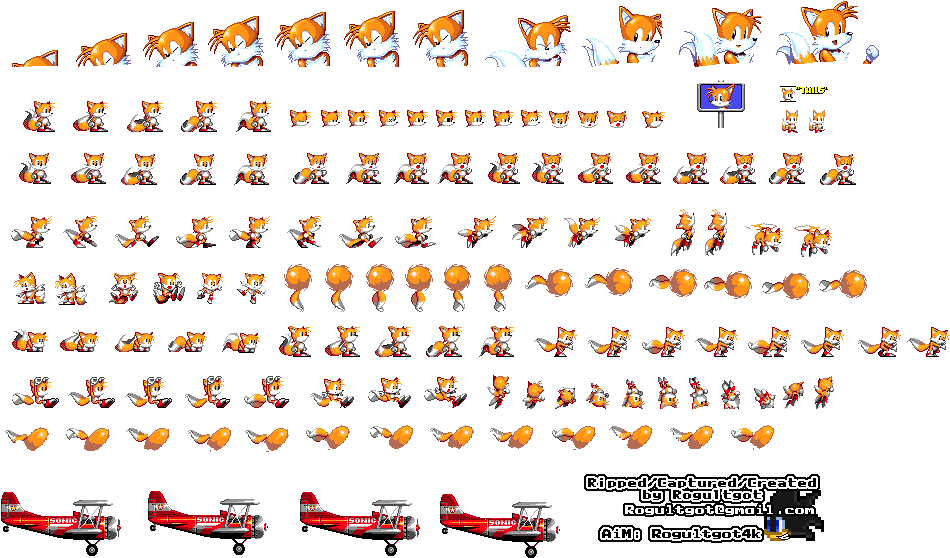 "TAILS"
SONIC
SONIC
SONIC
SONIC
Ripped/Captured/Created
by Rogultgot
Rogultgot@gmail.com
AiM: Rogultgot4k